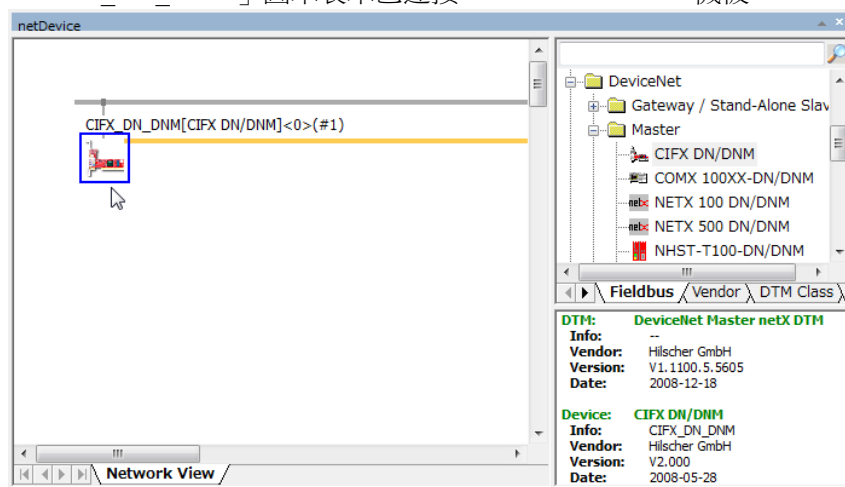 netDevice
CIFX_DN_DNM[CIFX DN/DNM]<0>(#1)
Network View
DeviceNet
Gateway / Stand-Alone Slav
Master
CIFX DN/DNM
COMX 100XX-DN/DNM
NETX 100 DN/DNM
NETX 500 DN/DNM
NHST-T100-DN/DNM
Fieldbus Vendor DTM Class
DTM: DeviceNet Master netX DTM
Info: --
Vendor: Hilscher GmbH
Version: V1.1100.5.5605
Date: 2008-12-18
Device: CIFX DN/DNM
Info: CIFX_DN_DNM
Vendor: Hilscher GmbH
Version: V2.000
Date: 2008-05-28